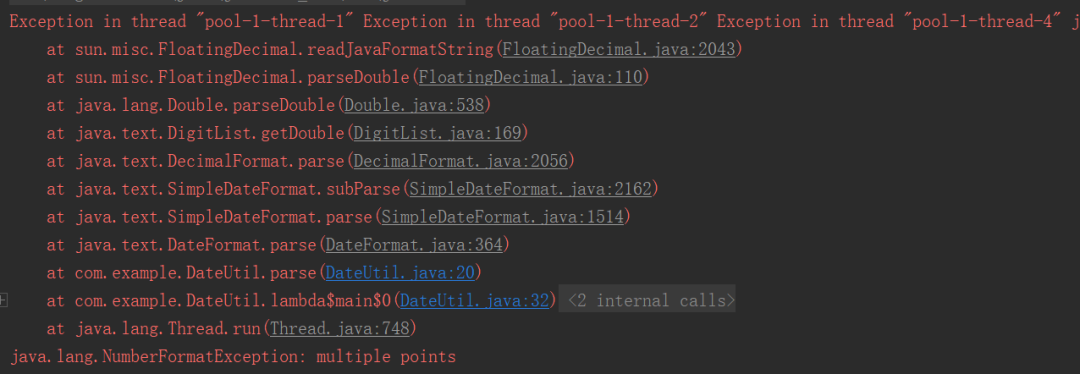 Exception in thread "pool-1-thread-1" Exception in thread "pool-1-thread-2" Exception in thread "pool-1-thread-4" j
at sun.misc.FloatingDecimal.readJavaFormatString(FloatingDecimal.java:2043)
at sun.misc.FloatingDecimal.parseDouble(FloatingDecimal.java:110)
at java.lang.Double.parseDouble(Double.java:538)
at java.text.DigitList.getDouble(DigitList.java:169)
at java.text.DecimalFormat.parse(DecimalFormat.java:2056)
at java.text.SimpleDateFormat.subParse(SimpleDateFormat.java:2162)
at java.text.SimpleDateFormat.parse(SimpleDateFormat.java:1514)
at java.text.DateFormat.parse(DateFormat.java:364)
at com.example.DateUtil.parse(DateUtil.java:20)
at com.example.DateUtil.lambda$main$0(DateUtil.java:32) <2 internal calls>
at java.lang.Thread.run(Thread.java:748)
java.lang.NumberFormatException: multiple points